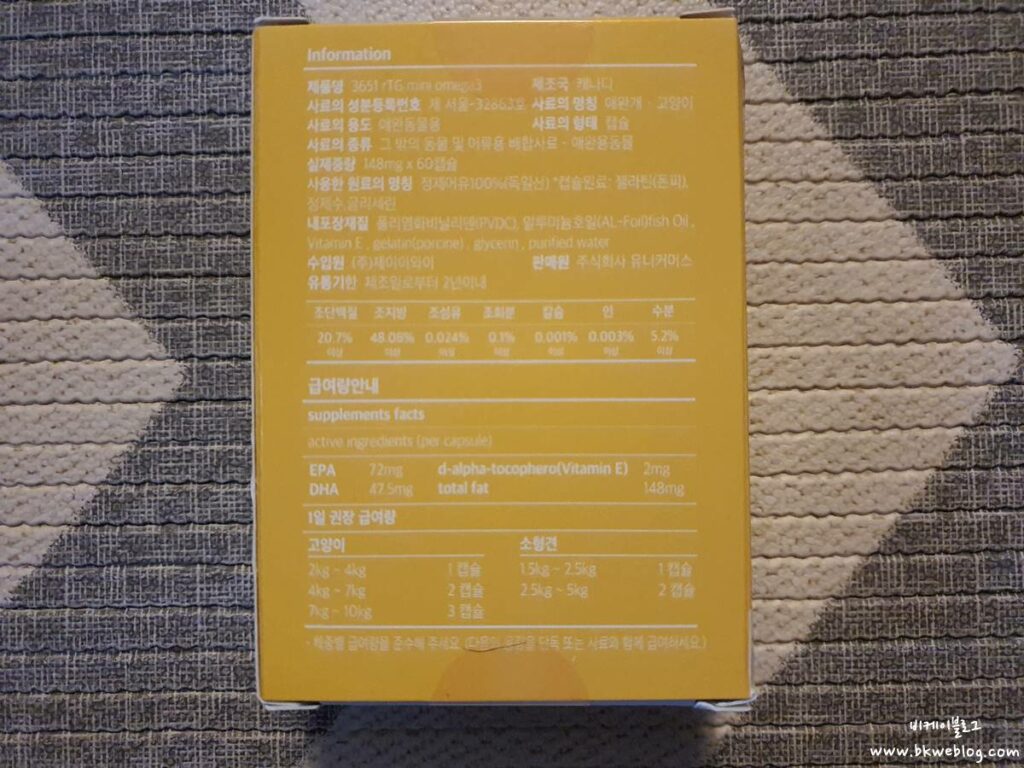 Information
제품명 3651 rTG mini omega3 제조국 캐나다
사료의 성분등록번호 제 서울-32863호 사료의 명칭 애완개 · 고양이
사료의 용도 애완동물용 사료의 형태 캡슐
사료의 종류 그 밖의 동물 및 어류용 배합사료 - 애완용동물
실제중량 148mg x 60캡슐
사용한 원료의 명칭 정제어유100%(독일산) *캡슐원료: 젤라틴(돈피),
정제수,글리세린
내포장재질 폴리염화비닐리덴(PVDC), 알루미늄호일(AL-Foil)fish Oil ,
Vitamin E , gelatin(porcine) , glycerin , purified water
수입원 (주)제이이와이 판매원 주식회사 유니커머스
유통기한 제조일로부터 2년이내
조단백질 조지방 조섬유 조회분 칼슘 인 수분
20.7% 48.06% 0.024% 0.1% 0.001% 0.003% 5.2%
이상 이상 이하 이하 이상 이상 이하
급여량안내
supplements facts
active ingredients (per capsule)
EPA 72mg d-alpha-tocophero(Vitamin E) 2mg
DHA 47.5mg total fat 148mg
1일 권장 급여량
고양이 소형견
2kg ~ 4kg 1 캡슐 1.5kg ~ 2.5kg 1 캡슐
4kg ~ 7kg 2 캡슐 2.5kg ~ 5kg 2 캡슐
7kg ~ 10kg 3 캡슐
- 체중별 급여량을 준수해 주세요. 단독 또는 사료와 함께 급여하세요.)
비케이블로그
www.bkweblog.com